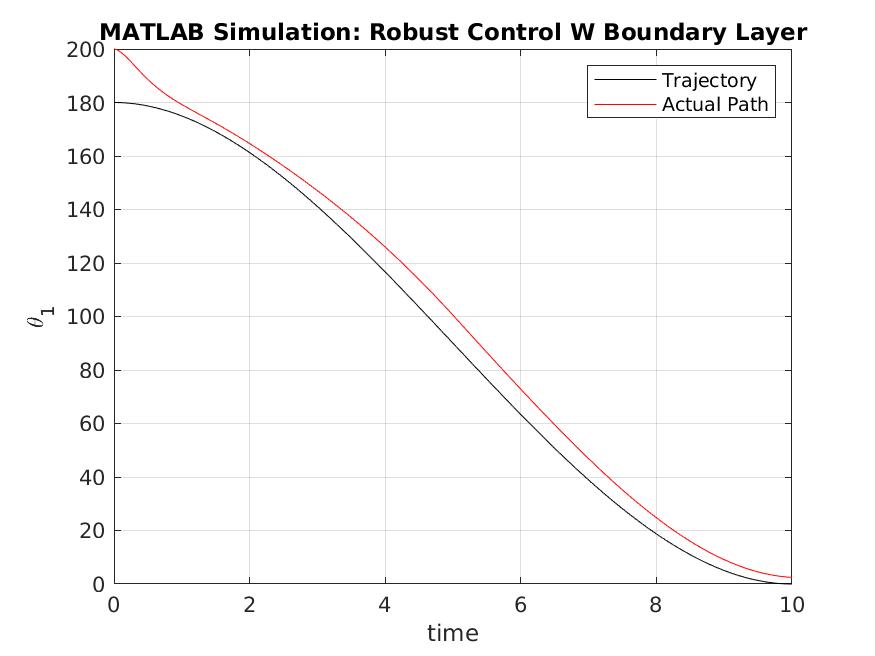 MATLAB Simulation: Robust Control W Boundary Layer
200
180
160
140
120
100
80
60
40
20
0
θ₁
Trajectory
Actual Path
0 2 4 6 8 10
time